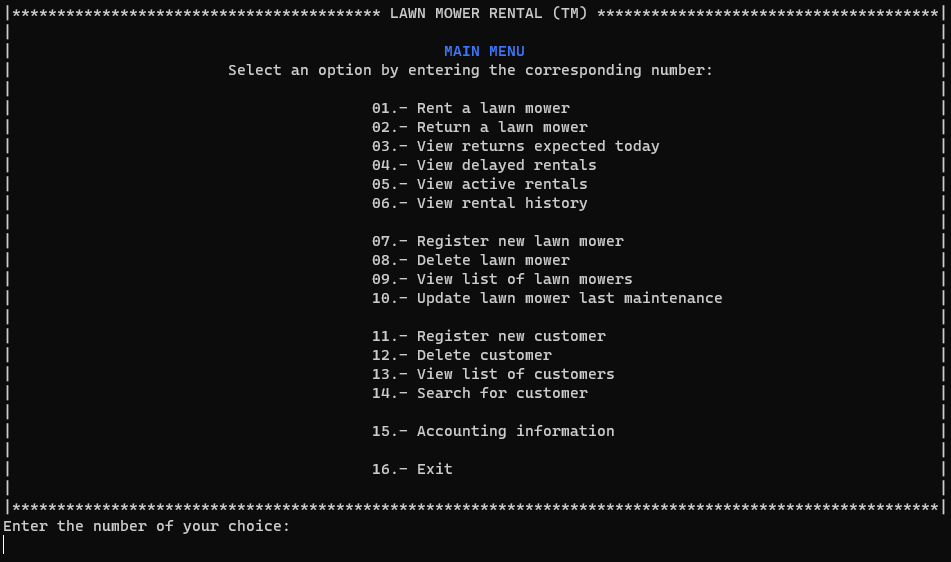 |***************************************** LAWN MOWER RENTAL (TM) **************************************|
MAIN MENU
Select an option by entering the corresponding number:
01.- Rent a lawn mower
02.- Return a lawn mower
03.- View returns expected today
04.- View delayed rentals
05.- View active rentals
06.- View rental history
07.- Register new lawn mower
08.- Delete lawn mower
09.- View list of lawn mowers
10.- Update lawn mower last maintenance
11.- Register new customer
12.- Delete customer
13.- View list of customers
14.- Search for customer
15.- Accounting information
16.- Exit
|*******************************************************************************************************|
Enter the number of your choice: